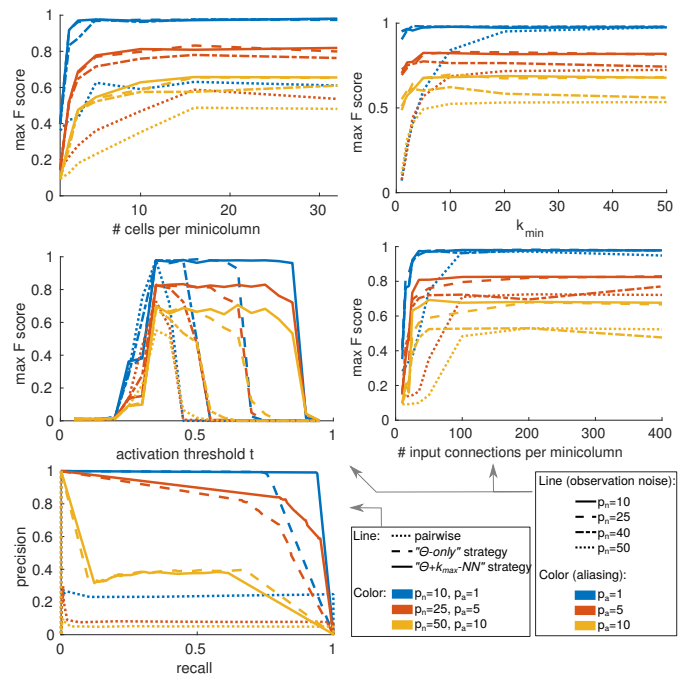 1
0.8
0.6
0.4
0.2
0
max F score
10
20
30
# cells per minicolumn
1
0.5
0
max F score
0
10
20
30
40
50
k_min
1
0.8
0.6
0.4
0.2
0
max F score
0
0.5
1
activation threshold t
1
0.8
0.6
0.4
0.2
0
max F score
0
100
200
300
400
# input connections per minicolumn
1
0.8
0.6
0.4
0.2
0
precision
0
0.5
1
recall
Line:
pairwise
"Θ-only" strategy
"Θ+k_max-NN" strategy
Color:
p_n=10, p_a=1
p_n=25, p_a=5
p_n=50, p_a=10
Line (observation noise):
p_n=10
p_n=25
p_n=40
p_n=50
Color (aliasing):
p_a=1
p_a=5
p_a=10